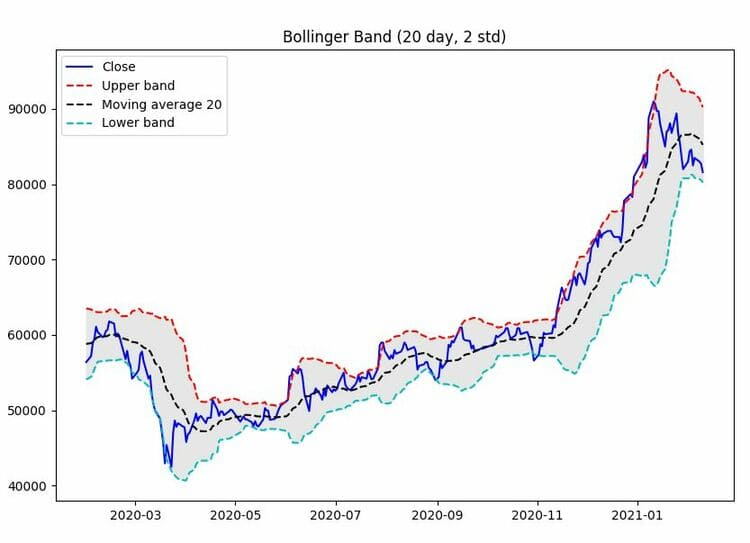 Bollinger Band (20 day, 2 std)
Close
Upper band
Moving average 20
Lower band
90000
80000
70000
60000
50000
40000
2020-03 2020-05 2020-07 2020-09 2020-11 2021-01